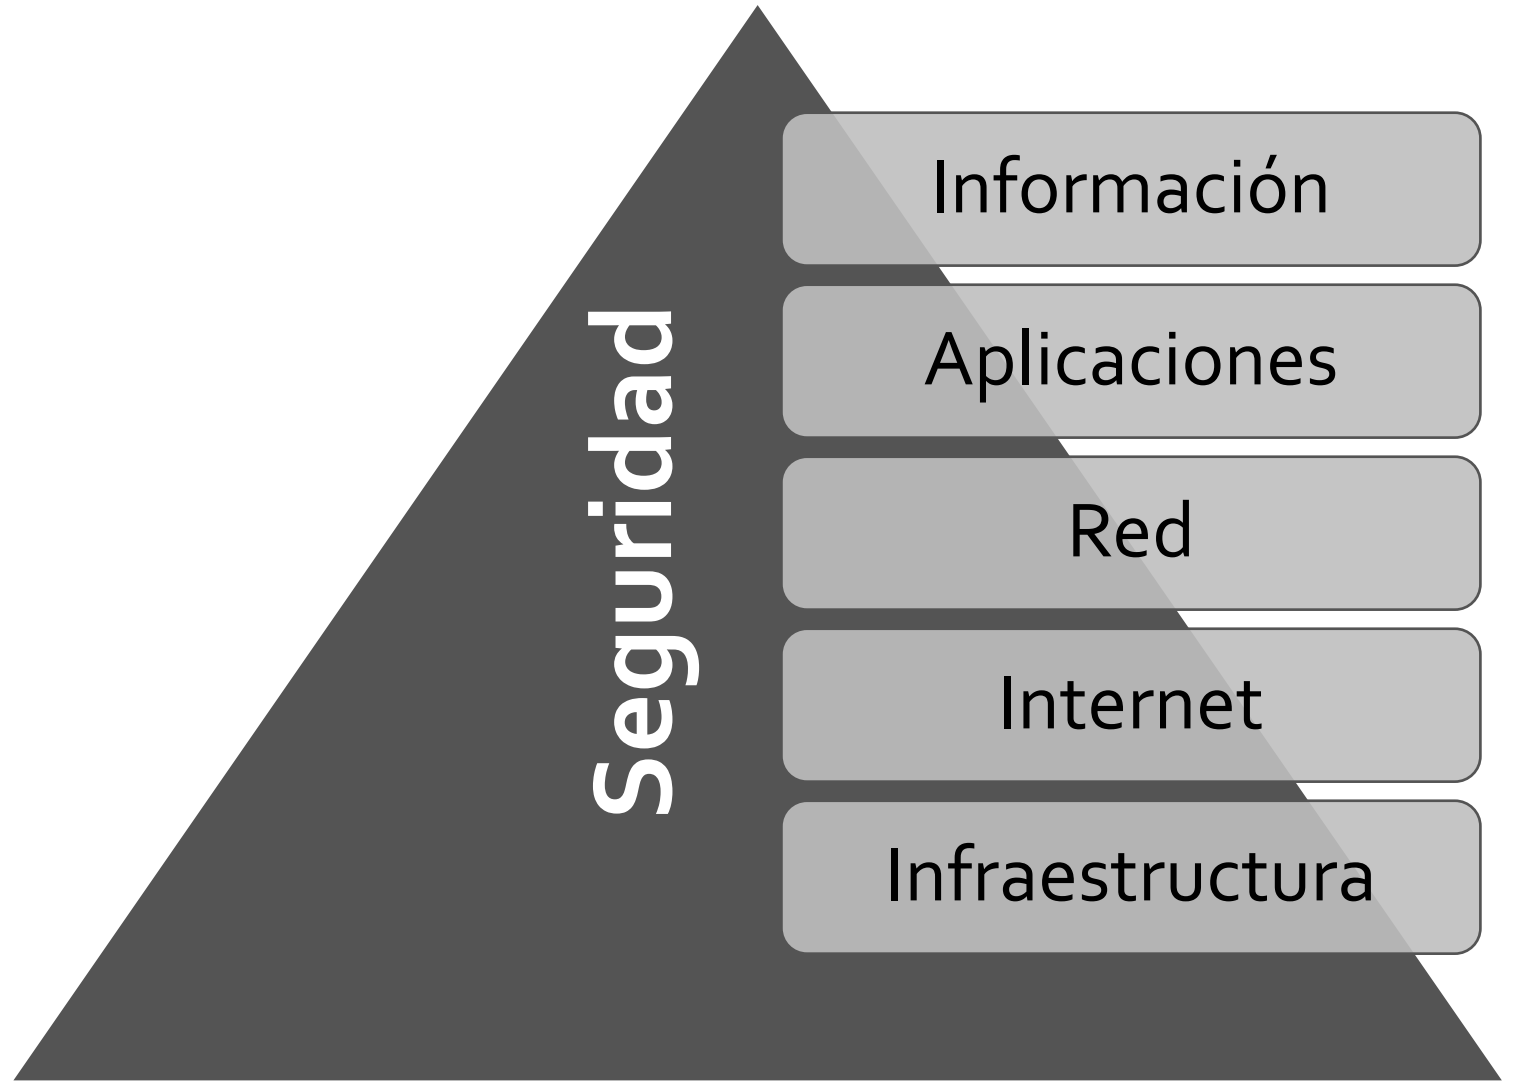 Seguridad
Información
Aplicaciones
Red
Internet
Infraestructura